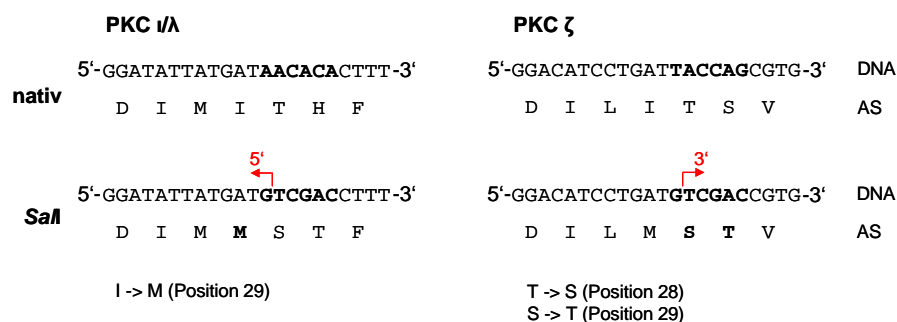 PKC ι/λ PKC ζ
nativ
5‘-GGATATTATGATAACACACTTT-3‘ 5‘-GGACATCCTGATTACCAGCGTG-3‘ DNA
D I M I T H F D I L I T S V AS
5‘ 3‘
SalI
5‘-GGATATTATGATGTCGACCTTT-3‘ 5‘-GGACATCCTGATGTCGACCGTG-3‘ DNA
D I M M S T F D I L M S T V AS
I -> M (Position 29) T -> S (Position 28)
S -> T (Position 29)